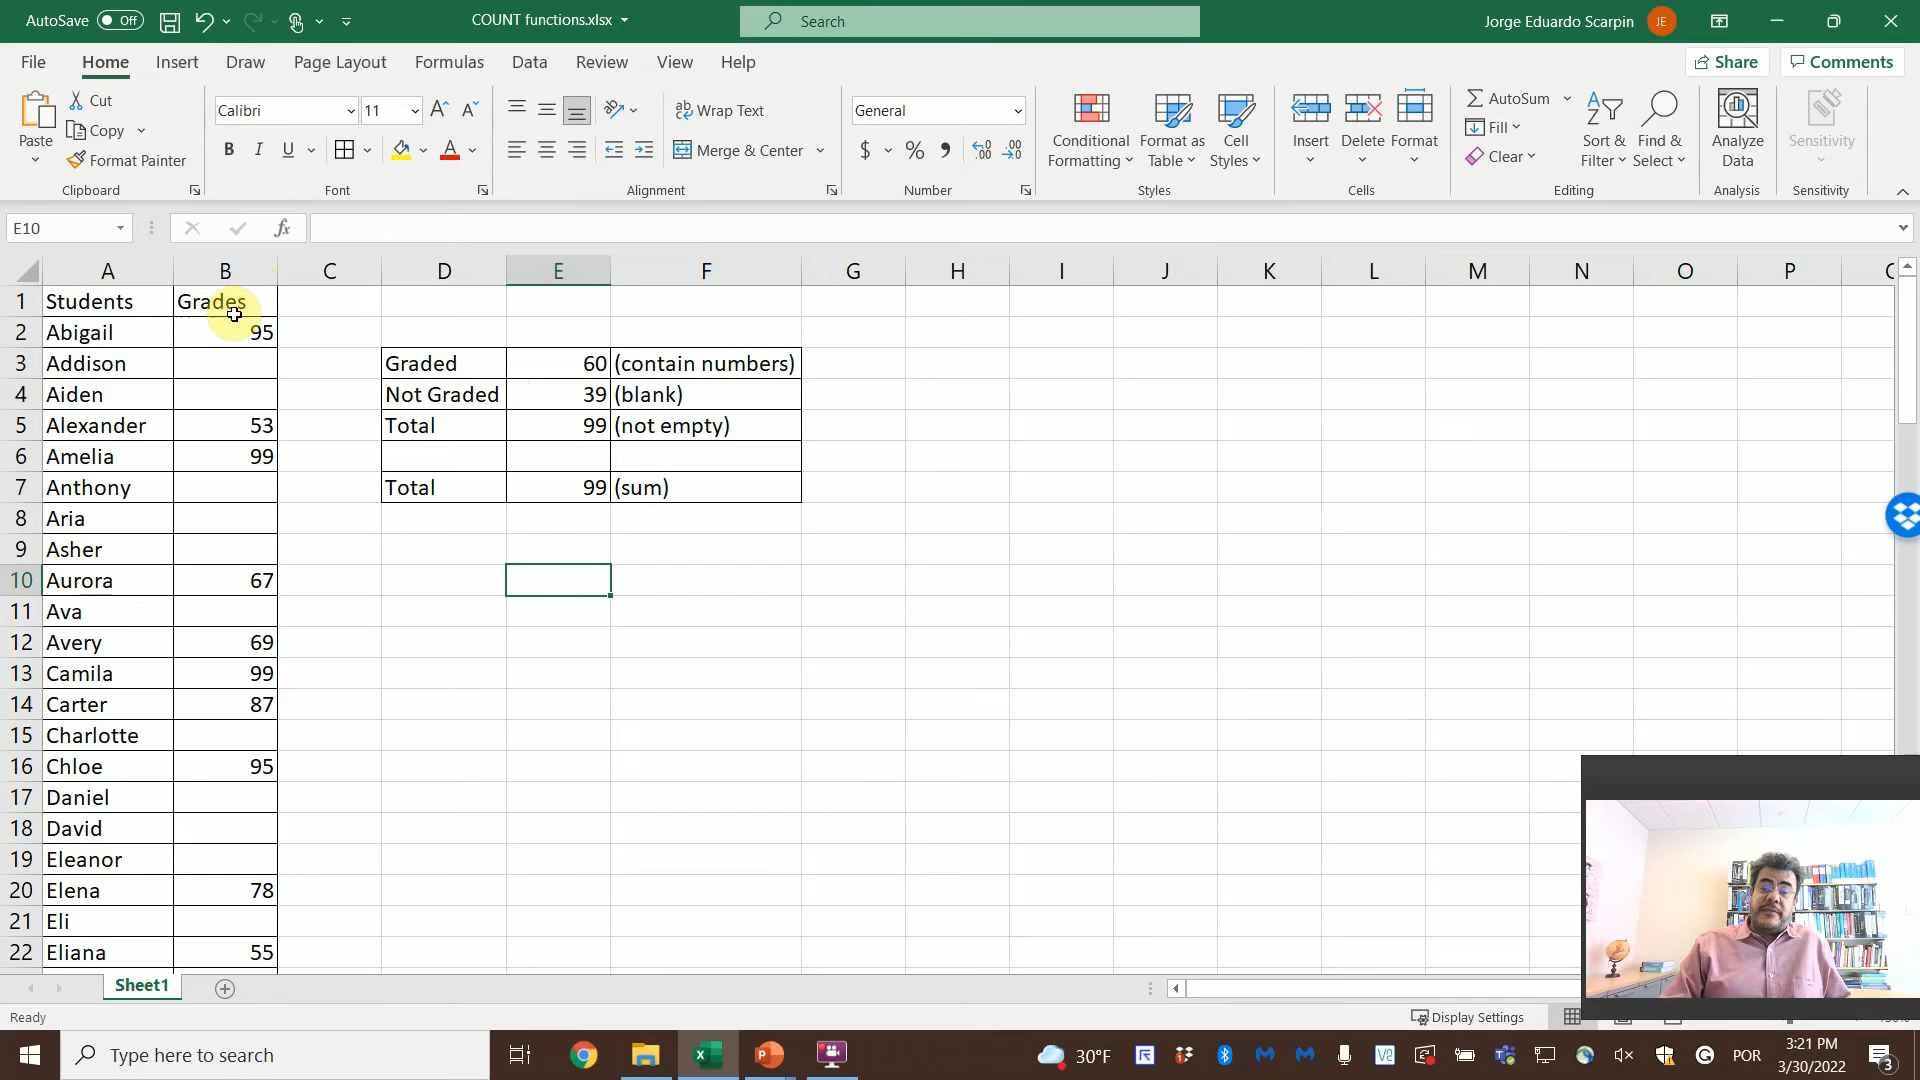 AutoSave Off COUNT functions.xlsx Search Jorge Eduardo Scarpin JE
File Home Insert Draw Page Layout Formulas Data Review View Help Share Comments
Paste Cut Copy Format Painter Clipboard
Calibri 11 B I U Font
ab Wrap Text Merge & Center Alignment
General $ % Number
Conditional Formatting Format as Table Cell Styles Styles
Insert Delete Format Cells
AutoSum Fill Clear Sort & Filter Find & Select Editing
Analyze Data Analysis
Sensitivity Sensitivity
E10 fx
A B C D E F G H I J K L M N O P
1 Students Grades
2 Abigail 95
3 Addison Graded 60 (contain numbers)
4 Aiden Not Graded 39 (blank)
5 Alexander 53 Total 99 (not empty)
6 Amelia 99
7 Anthony Total 99 (sum)
8 Aria
9 Asher
10 Aurora 67
11 Ava
12 Avery 69
13 Camila 99
14 Carter 87
15 Charlotte
16 Chloe 95
17 Daniel
18 David
19 Eleanor
20 Elena 78
21 Eli
22 Eliana 55
Sheet1
Ready Display Settings
Type here to search 30°F POR 3:21 PM
3/30/2022 3